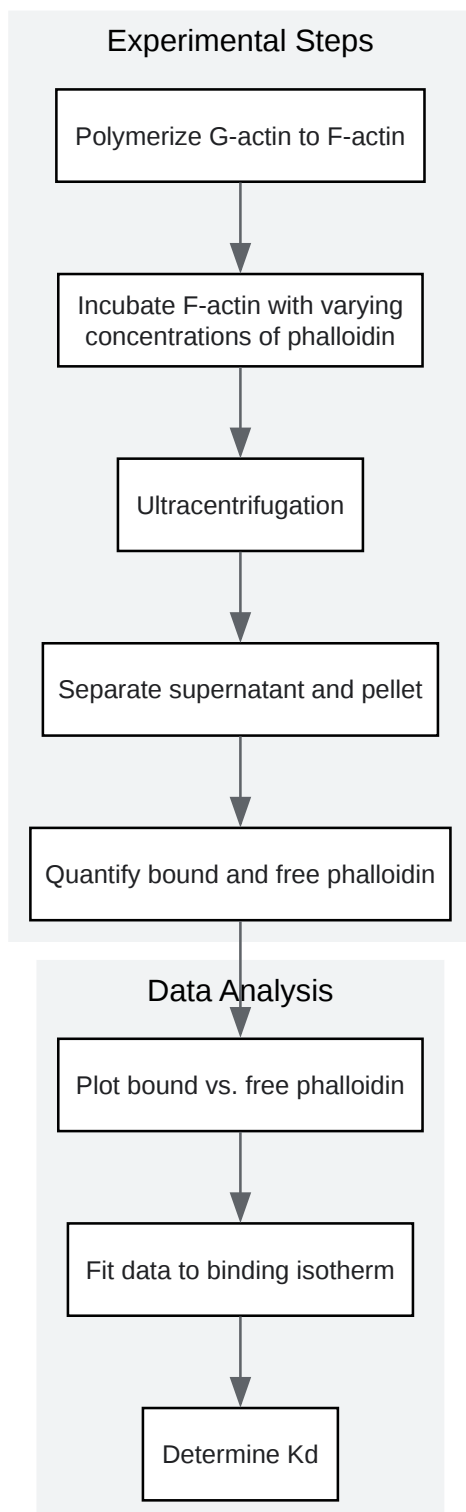 Experimental Steps
Polymerize G-actin to F-actin
Incubate F-actin with varying
concentrations of phalloidin
Ultracentrifugation
Separate supernatant and pellet
Quantify bound and free phalloidin
Data Analysis
Plot bound vs. free phalloidin
Fit data to binding isotherm
Determine Kd